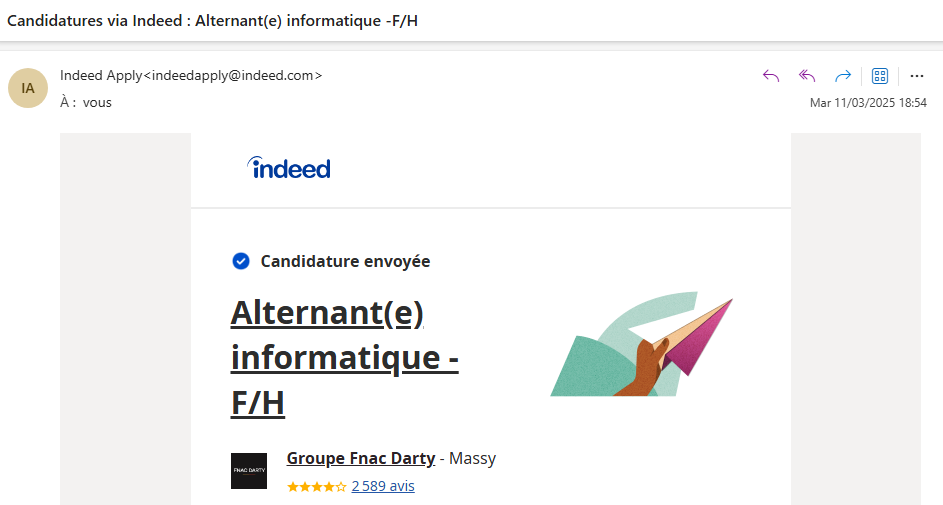 Candidatures via Indeed : Alternant(e) informatique -F/H
IA
Indeed Apply<indeedapply@indeed.com>
À : vous
Mar 11/03/2025 18:54
indeed
Candidature envoyée
Alternant(e)
informatique -
F/H
FNAC DARTY
Groupe Fnac Darty - Massy
2 589 avis